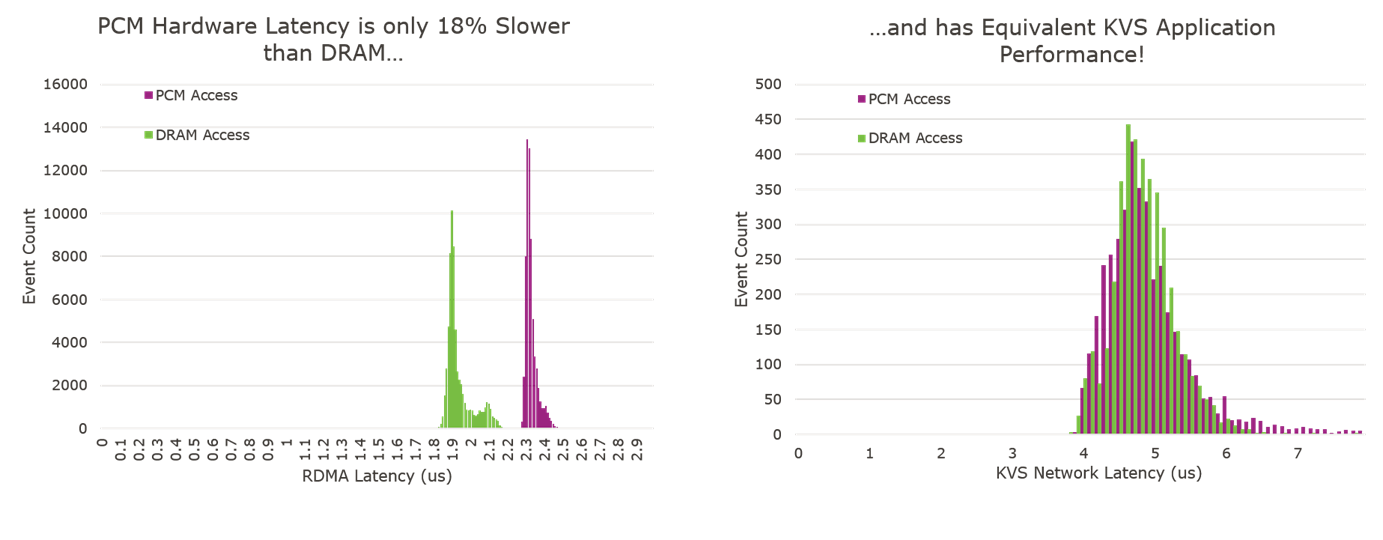 PCM Hardware Latency is only 18% Slower
than DRAM…
16000
14000
12000
10000
8000
6000
4000
2000
0
Event Count
PCM Access
DRAM Access
0 0.1 0.2 0.3 0.4 0.5 0.6 0.7 0.8 0.9 1 1.1 1.2 1.3 1.4 1.5 1.6 1.7 1.8 1.9 2 2.1 2.2 2.3 2.4 2.5 2.6 2.7 2.8 2.9
RDMA Latency (us)
…and has Equivalent KVS Application
Performance!
500
450
400
350
300
250
200
150
100
50
0
Event Count
PCM Access
DRAM Access
0 1 2 3 4 5 6 7
KVS Network Latency (us)